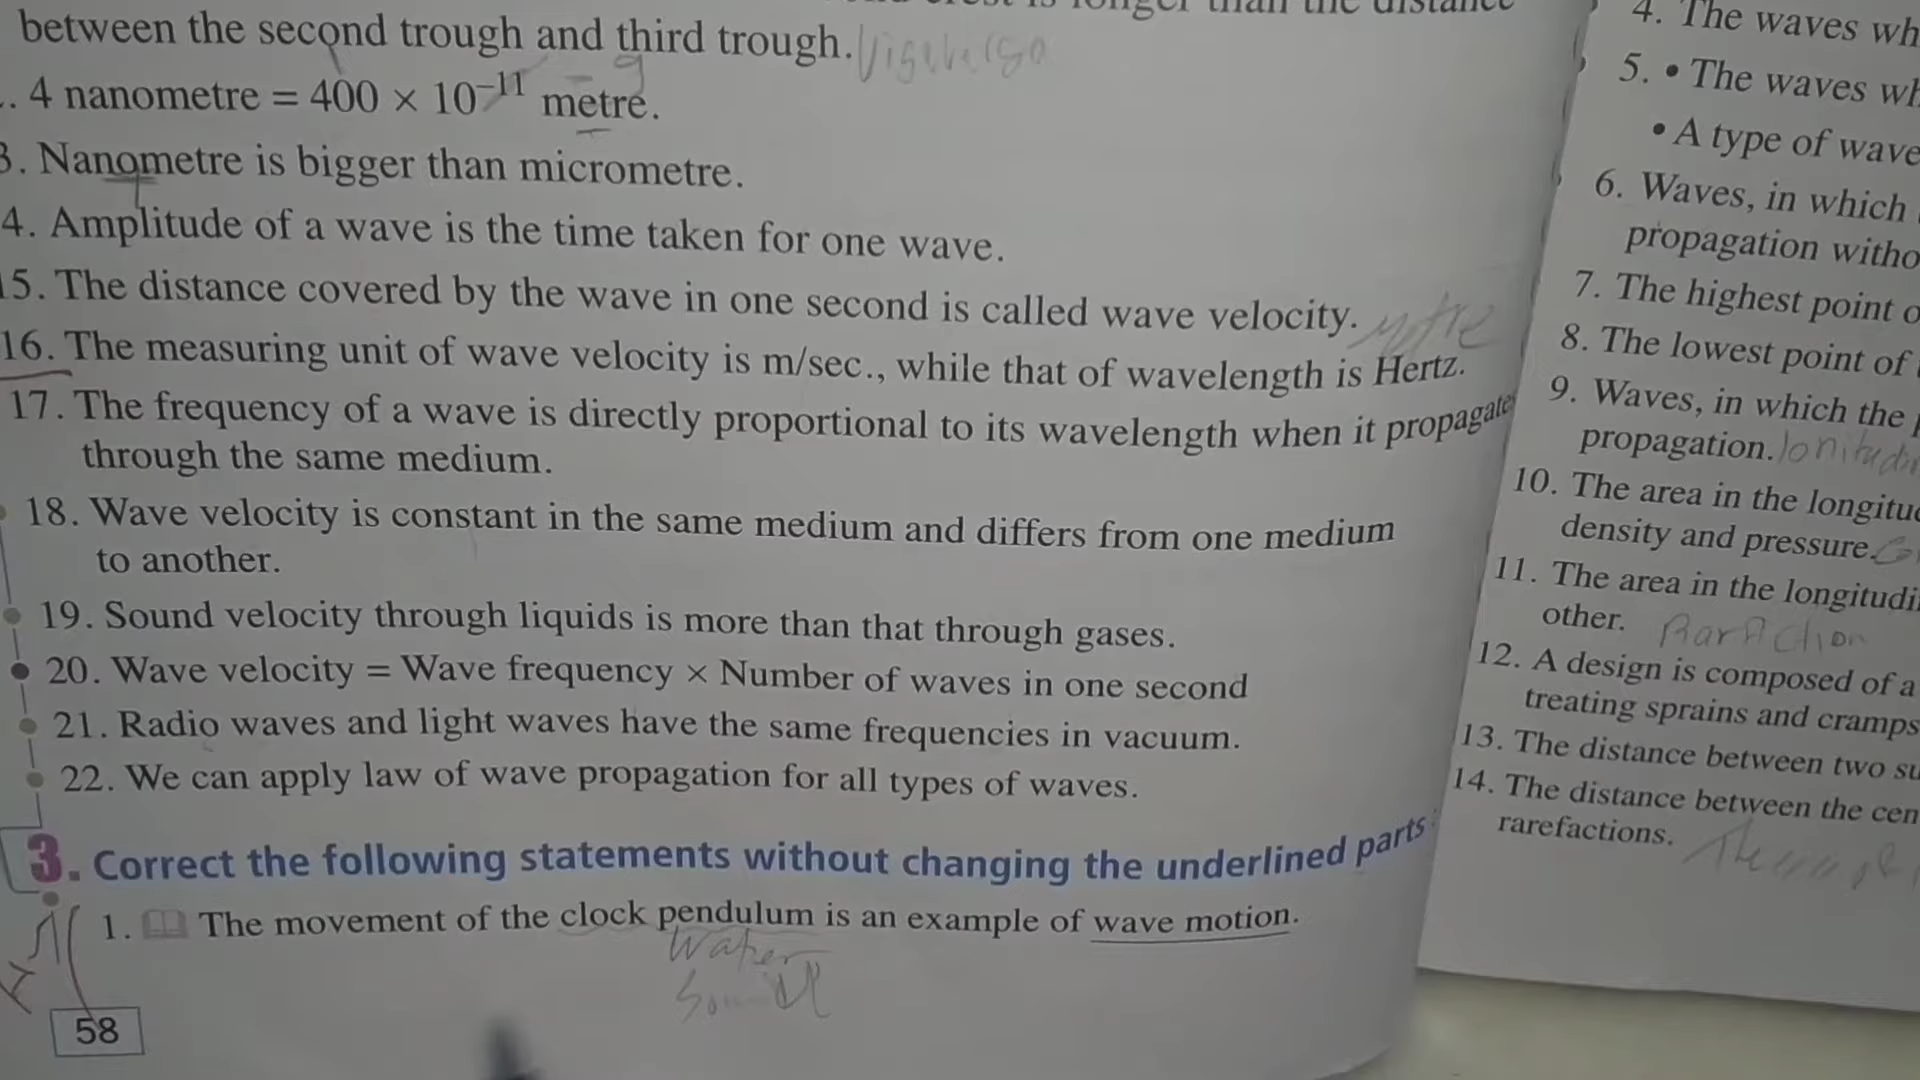 than the distance
between the second trough and third trough.
. 4 nanometre = 400 × 10⁻¹¹ metre.
3. Nanometre is bigger than micrometre.
4. Amplitude of a wave is the time taken for one wave.
15. The distance covered by the wave in one second is called wave velocity.
16. The measuring unit of wave velocity is m/sec., while that of wavelength is Hertz.
17. The frequency of a wave is directly proportional to its wavelength when it propagates
through the same medium.
18. Wave velocity is constant in the same medium and differs from one medium
to another.
19. Sound velocity through liquids is more than that through gases.
20. Wave velocity = Wave frequency × Number of waves in one second
21. Radio waves and light waves have the same frequencies in vacuum.
22. We can apply law of wave propagation for all types of waves.
3. Correct the following statements without changing the underlined parts :
1. The movement of the clock pendulum is an example of wave motion.
Water
58
4. The waves wh
5. • The waves wh
• A type of wave
6. Waves, in which
propagation witho
7. The highest point o
8. The lowest point of
9. Waves, in which the p
propagation.
10. The area in the longitud
density and pressure.
11. The area in the longitudi
other.
12. A design is composed of a
treating sprains and cramps
13. The distance between two su
14. The distance between the cen
rarefactions.